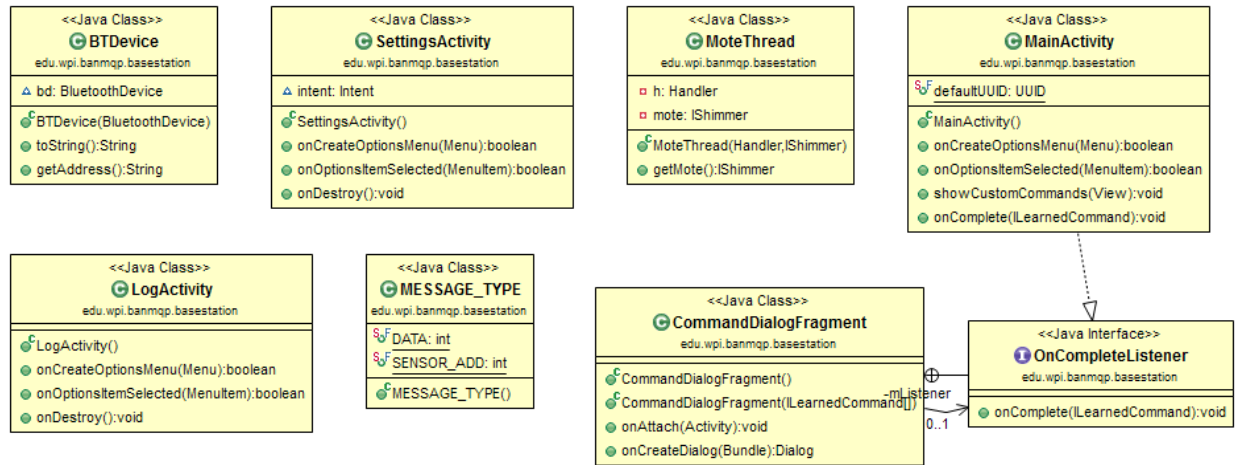 <<Java Class>>
BTDevice
edu.wpi.banmqp.basestation
bd: BluetoothDevice
BTDevice(BluetoothDevice)
toString():String
getAddress():String
<<Java Class>>
SettingsActivity
edu.wpi.banmqp.basestation
intent: Intent
SettingsActivity()
onCreateOptionsMenu(Menu):boolean
onOptionsItemSelected(MenuItem):boolean
onDestroy():void
<<Java Class>>
MoteThread
edu.wpi.banmqp.basestation
h: Handler
mote: IShimmer
MoteThread(Handler,IShimmer)
getMote():IShimmer
<<Java Class>>
MainActivity
edu.wpi.banmqp.basestation
defaultUUID: UUID
MainActivity()
onCreateOptionsMenu(Menu):boolean
onOptionsItemSelected(MenuItem):boolean
showCustomCommands(View):void
onComplete(ILearnedCommand):void
<<Java Class>>
LogActivity
edu.wpi.banmqp.basestation
LogActivity()
onCreateOptionsMenu(Menu):boolean
onOptionsItemSelected(MenuItem):boolean
onDestroy():void
<<Java Class>>
MESSAGE_TYPE
edu.wpi.banmqp.basestation
DATA: int
SENSOR_ADD: int
MESSAGE_TYPE()
<<Java Class>>
CommandDialogFragment
edu.wpi.banmqp.basestation
CommandDialogFragment()
CommandDialogFragment(ILearnedCommand[])
onAttach(Activity):void
onCreateDialog(Bundle):Dialog
-mListener
0..1
<<Java Interface>>
OnCompleteListener
edu.wpi.banmqp.basestation
onComplete(ILearnedCommand):void